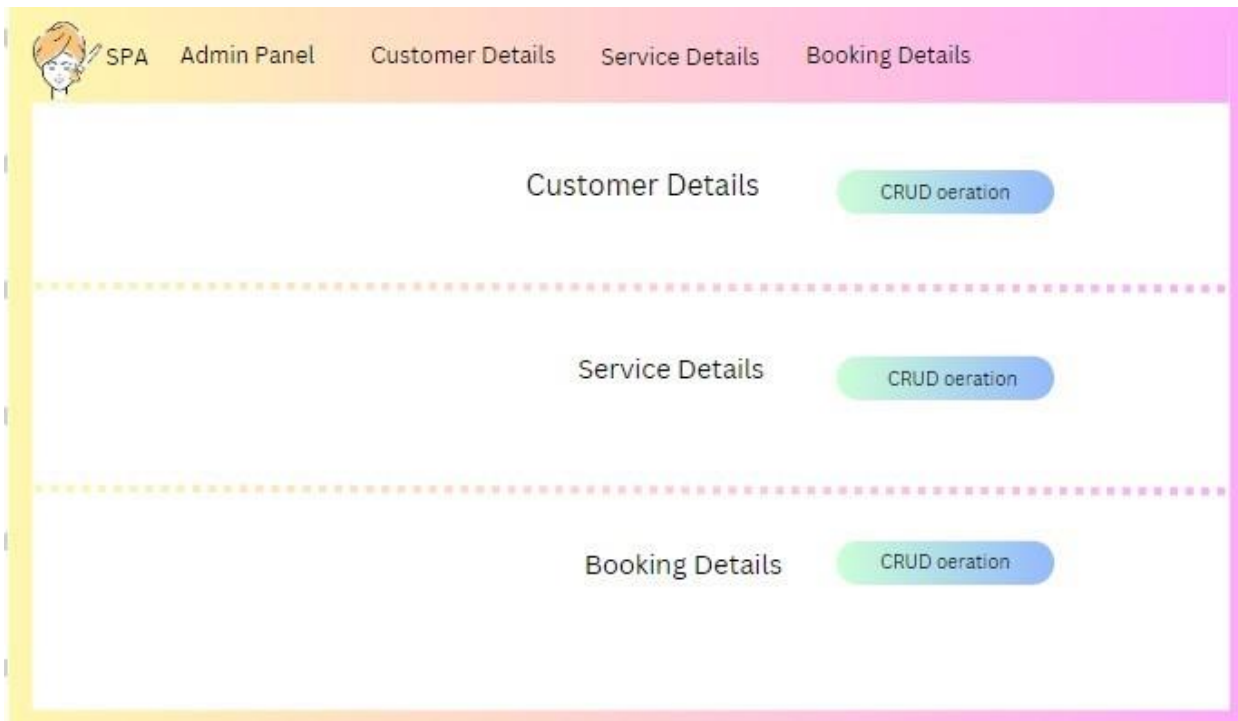 SPA Admin Panel Customer Details Service Details Booking Details
Customer Details CRUD oeration
Service Details CRUD oeration
Booking Details CRUD oeration